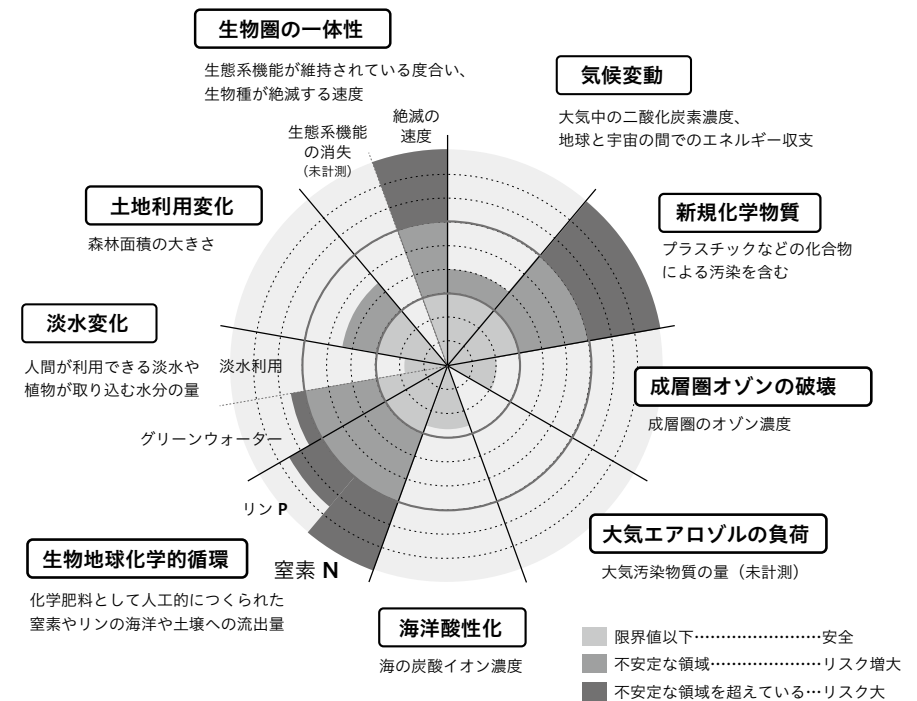 生物圏の一体性
生態系機能が維持されている度合い、
生物種が絶滅する速度
気候変動
大気中の二酸化炭素濃度、
地球と宇宙の間でのエネルギー収支
絶滅の
速度
生態系機能
の消失
（未計測）
土地利用変化
森林面積の大きさ
新規化学物質
プラスチックなどの化合物
による汚染を含む
淡水変化
人間が利用できる淡水や
植物が取り込む水分の量
淡水利用
グリーンウォーター
成層圏オゾンの破壊
成層圏のオゾン濃度
リン P
窒素 N
大気エアロゾルの負荷
大気汚染物質の量（未計測）
生物地球化学的循環
化学肥料として人工的につくられた
窒素やリンの海洋や土壌への流出量
海洋酸性化
海の炭酸イオン濃度
限界値以下……………………安全
不安定な領域…………………リスク増大
不安定な領域を超えている…リスク大